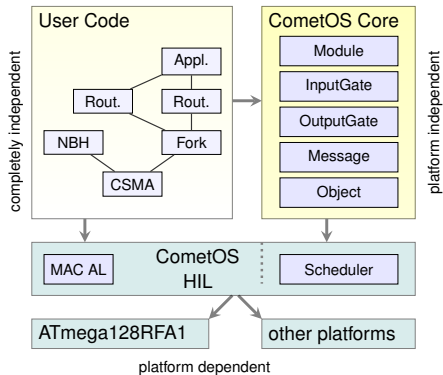 User Code
CometOS Core
completely independent
Appl.
Rout.
Rout.
NBH
Fork
CSMA
Module
InputGate
OutputGate
Message
Object
platform independent
MAC AL
CometOS
HIL
Scheduler
ATmega128RFA1
other platforms
platform dependent